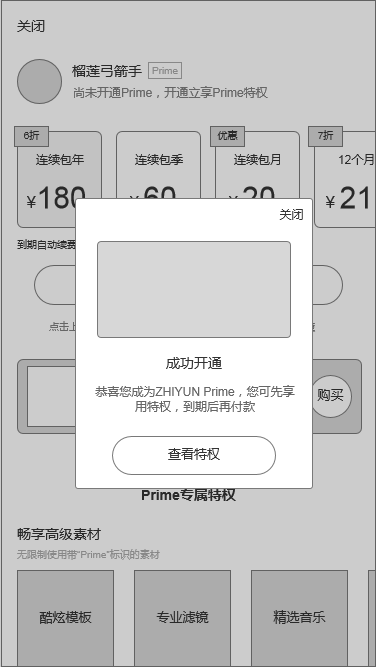 关闭
榴莲弓箭手 Prime
尚未开通Prime，开通立享Prime特权
6折
优惠
7折
连续包年
连续包季
连续包月
12个月
¥180
¥60
¥20
¥21
到期自动续费
点击上
购买
关闭
成功开通
恭喜您成为ZHIYUN Prime，您可先享
用特权，到期后再付款
查看特权
Prime专属特权
畅享高级素材
无限制使用带“Prime”标识的素材
酷炫模板
专业滤镜
精选音乐